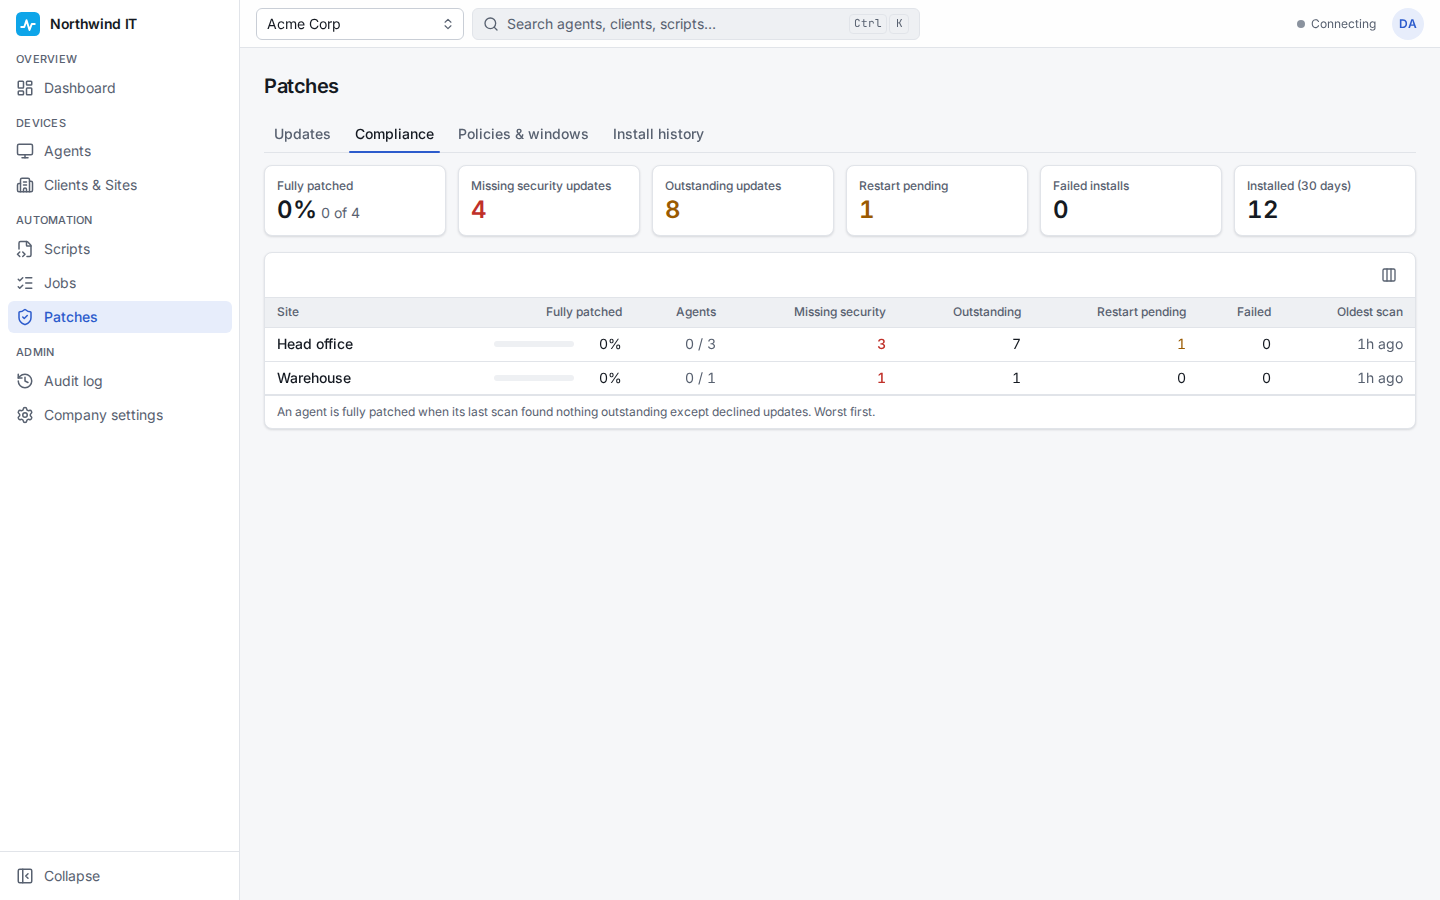 Northwind IT
OVERVIEW
Dashboard
DEVICES
Agents
Clients & Sites
AUTOMATION
Scripts
Jobs
Patches
ADMIN
Audit log
Company settings
Collapse
Acme Corp
Search agents, clients, scripts...
Ctrl K
Connecting
DA
Patches
Updates Compliance Policies & windows Install history
Fully patched
0% 0 of 4
Missing security updates
4
Outstanding updates
8
Restart pending
1
Failed installs
0
Installed (30 days)
12
Site Fully patched Agents Missing security Outstanding Restart pending Failed Oldest scan
Head office 0% 0 / 3 3 7 1 0 1h ago
Warehouse 0% 0 / 1 1 1 0 0 1h ago
An agent is fully patched when its last scan found nothing outstanding except declined updates. Worst first.